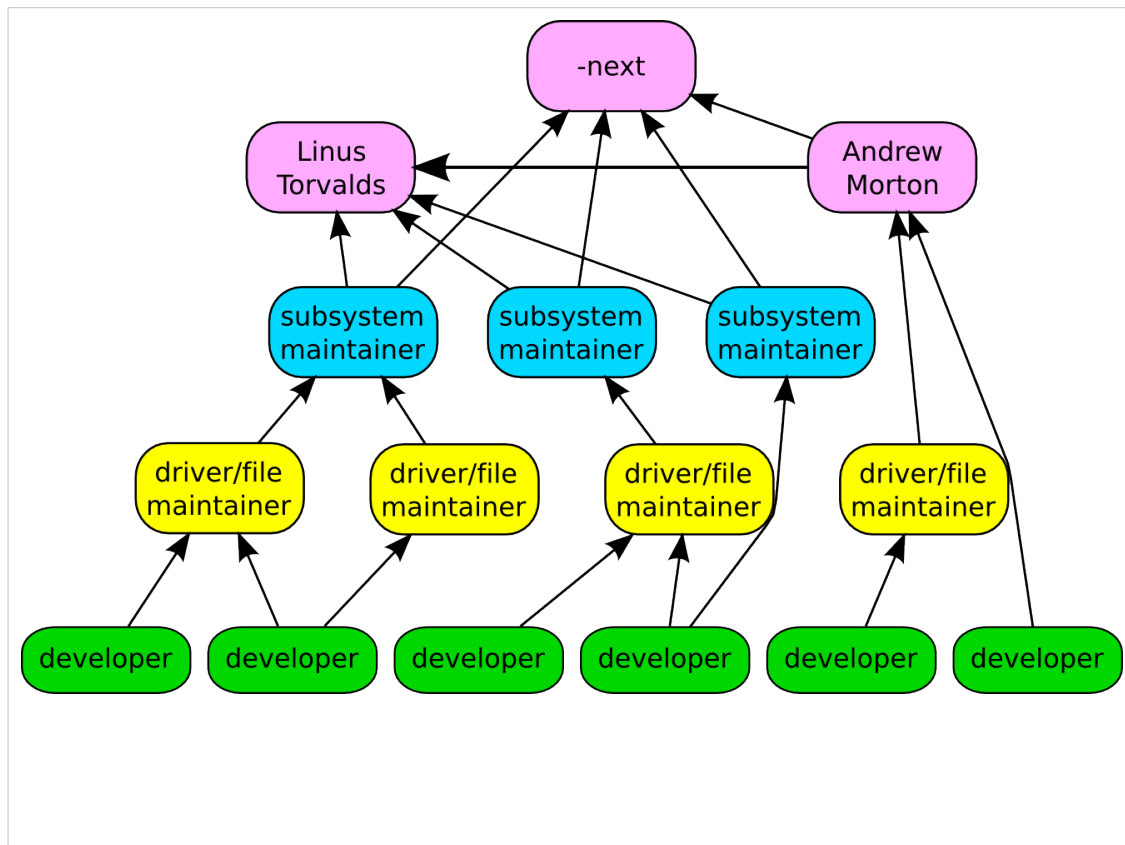 -next
Linus
Torvalds
Andrew
Morton
subsystem
maintainer
subsystem
maintainer
subsystem
maintainer
driver/file
maintainer
driver/file
maintainer
driver/file
maintainer
driver/file
maintainer
developer
developer
developer
developer
developer
developer